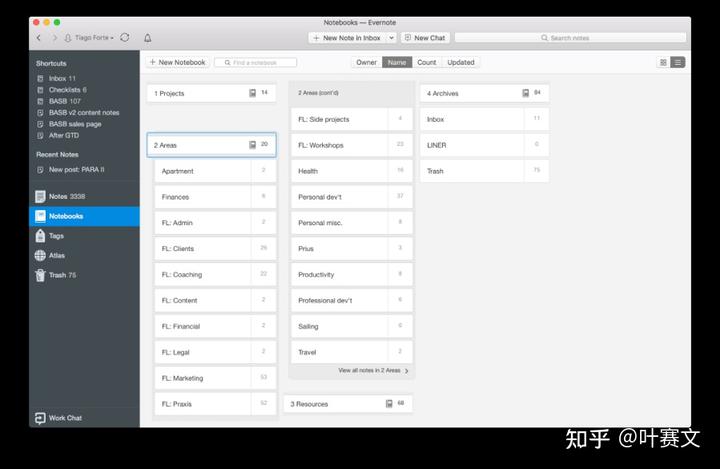 Notebooks — Evernote
Tiago Forte
+ New Note in Inbox
New Chat
Search notes
Shortcuts
Inbox 11
Checklists 6
BASB 107
BASB v2 content notes
BASB sales page
After GTD
Recent Notes
New post: PARA II
Notes 3338
Notebooks
Tags
Atlas
Trash 75
Work Chat
+ New Notebook
Find a notebook
Owner Name Count Updated
1 Projects 14
2 Areas 20
Apartment 2
Finances 6
FL: Admin 2
FL: Clients 25
FL: Coaching 22
FL: Content 2
FL: Financial 2
FL: Legal 2
FL: Marketing 53
FL: Praxis 52
2 Areas (cont'd)
FL: Side projects 4
FL: Workshops 23
Health 16
Personal dev't 37
Personal misc. 8
Prius 3
Productivity 8
Professional dev't 6
Sailing 0
Travel 2
View all notes in 2 Areas
3 Resources 68
4 Archives 84
Inbox 11
LINER 0
Trash 75
知乎 @叶赛文